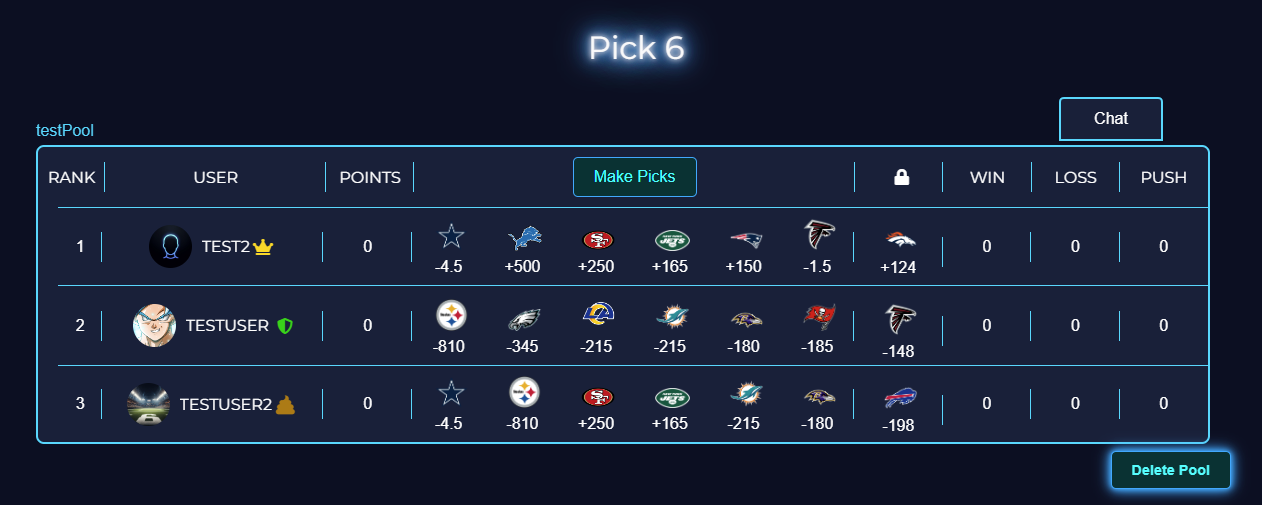 Pick 6
Chat
testPool
RANK USER POINTS Make Picks WIN LOSS PUSH
1 TEST2 0 0 0 0
-4.5 +500 +250 +165 +150 -1.5 +124
2 TESTUSER 0 0 0 0
-810 -345 -215 -215 -180 -185 -148
3 TESTUSER2 0 0 0 0
-4.5 -810 +250 +165 -215 -180 -198
Delete Pool